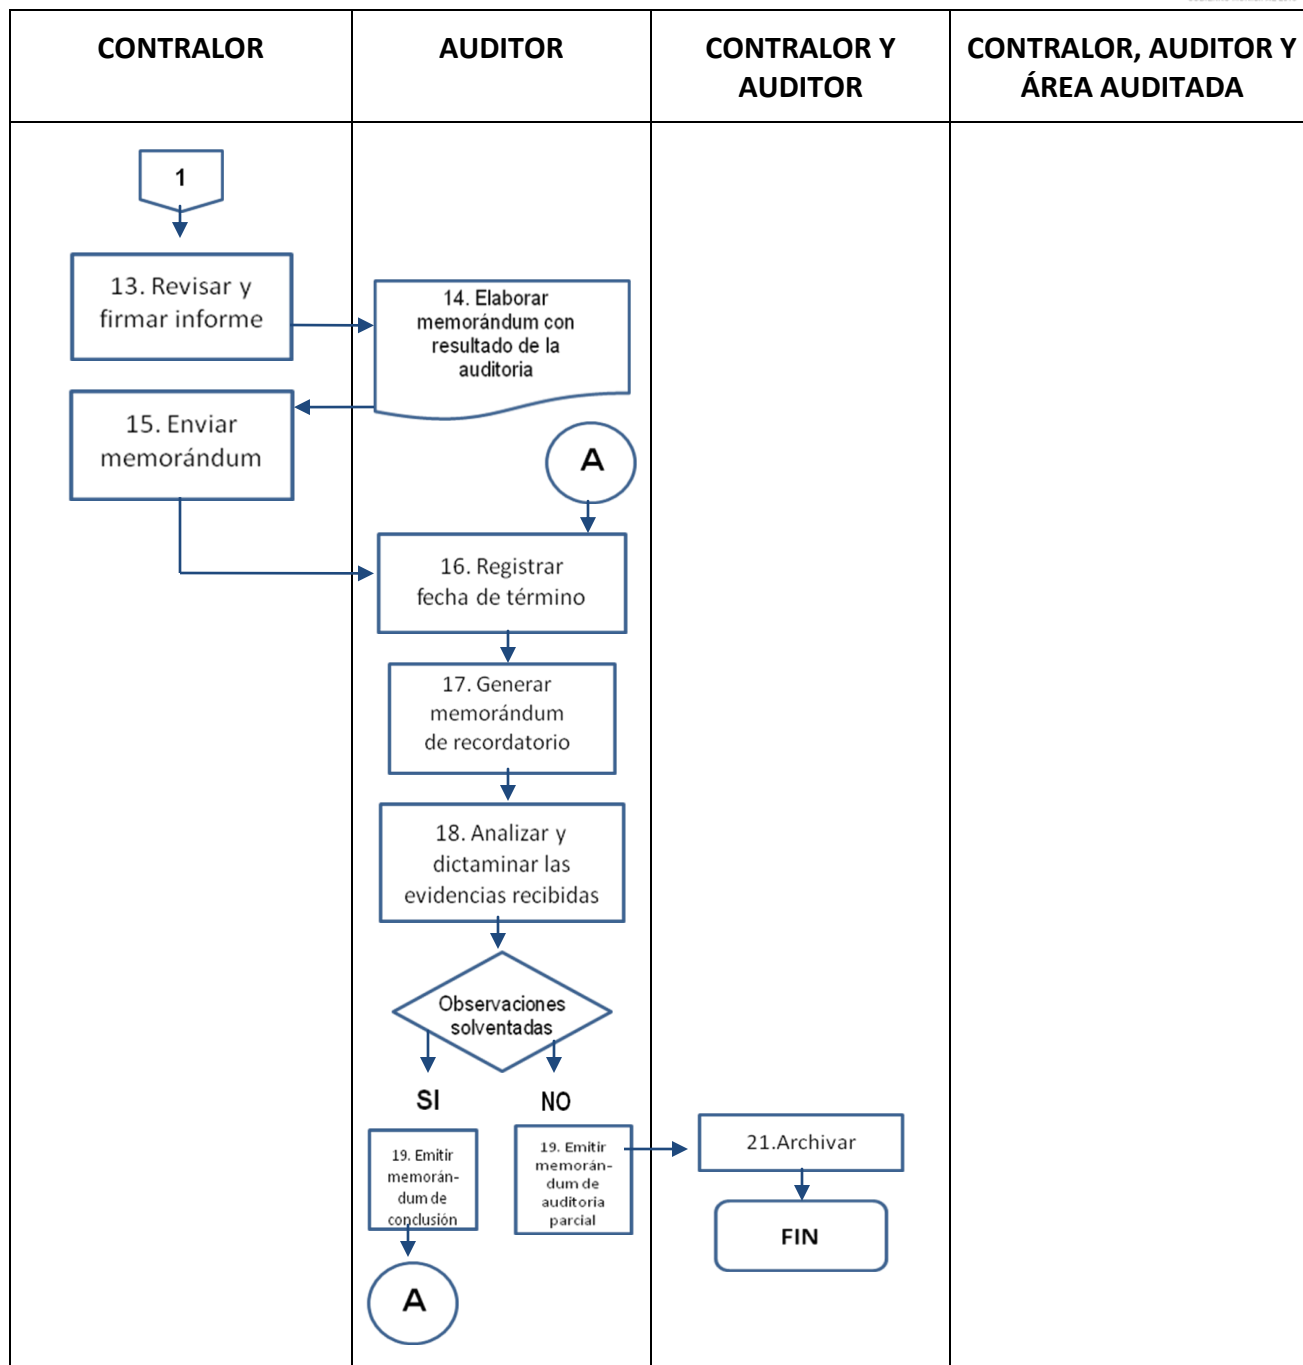 CONTRALOR
AUDITOR
CONTRALOR Y
AUDITOR
CONTRALOR, AUDITOR Y
ÁREA AUDITADA
1
13. Revisar y
firmar informe
14. Elaborar
memorándum con
resultado de la
auditoria
15. Enviar
memorándum
A
16. Registrar
fecha de término
17. Generar
memorándum
de recordatorio
18. Analizar y
dictaminar las
evidencias recibidas
Observaciones
solventadas
SI
NO
19. Emitir
memorán-
dum de
conclusión
19. Emitir
memorán-
dum de
auditoria
parcial
21.Archivar
FIN
A